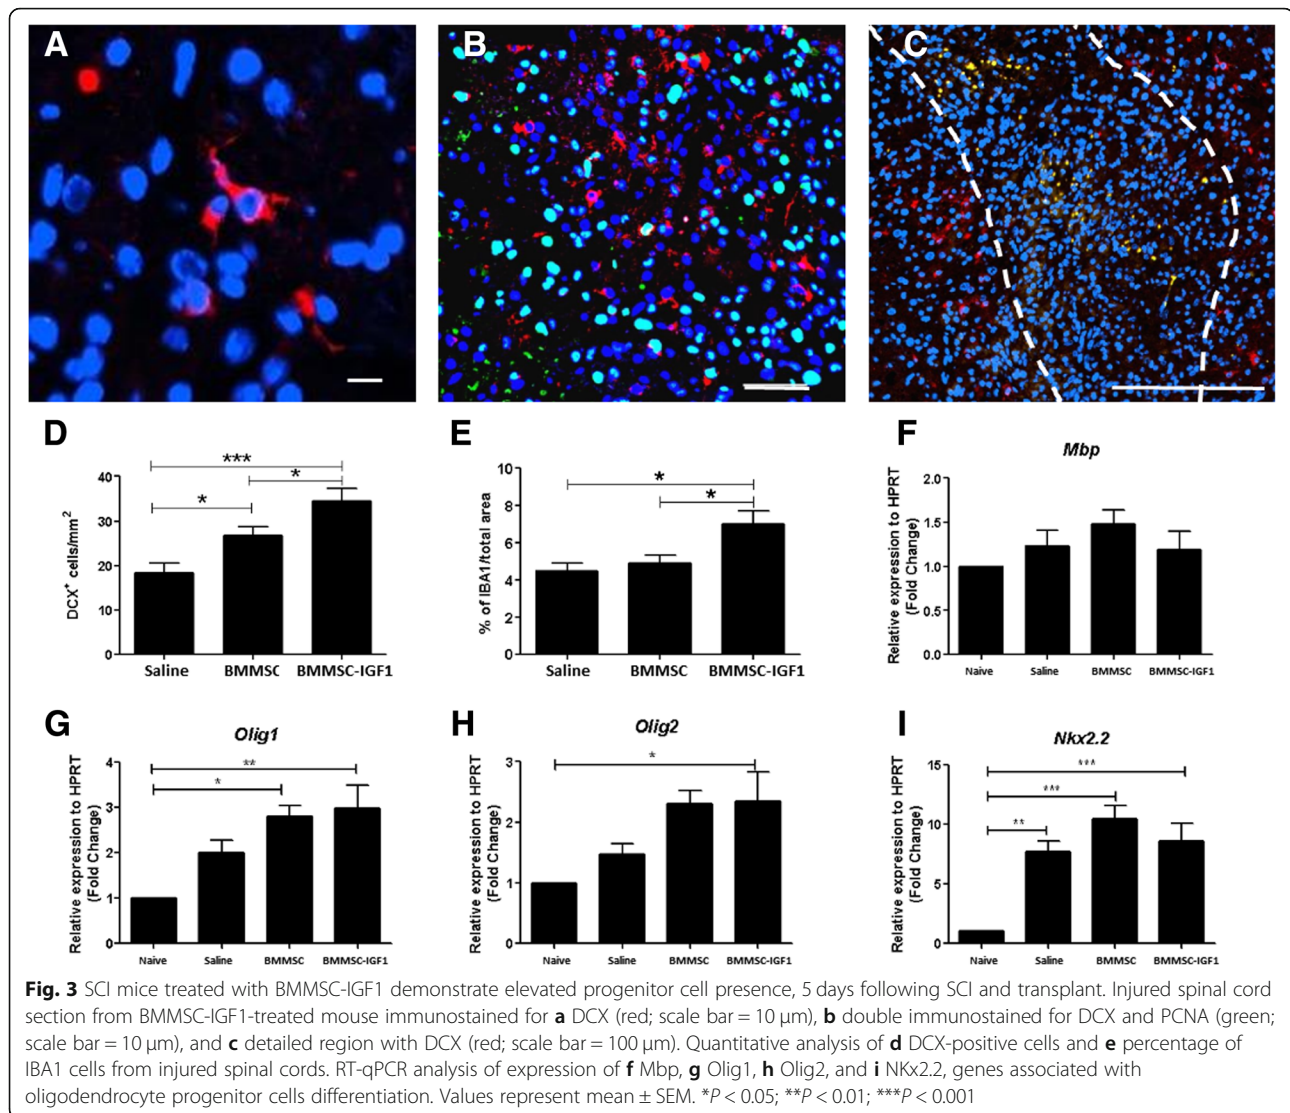 A
B
C
D
DCX+ cells/mm2
40
30
20
10
0
***
*
*
Saline
BMMSC
BMMSC-IGF1
E
% of IBA1/total area
10
8
6
4
2
0
*
*
Saline
BMMSC
BMMSC-IGF1
F
Mbp
Relative expression to HPRT
(Fold Change)
2.0
1.5
1.0
0.5
0.0
Naive
Saline
BMMSC
BMMSC-IGF1
G
Olig1
Relative expression to HPRT
(Fold Change)
4
3
2
1
0
**
*
Naive
Saline
BMMSC
BMMSC-IGF1
H
Olig2
Relative expression to HPRT
(Fold Change)
3
2
1
0
*
Naive
Saline
BMMSC
BMMSC-IGF1
I
Nkx2.2
Relative expression to HPRT
(Fold Change)
15
10
5
0
***
***
**
Naive
Saline
BMMSC
BMMSC-IGF1
Fig. 3 SCI mice treated with BMMSC-IGF1 demonstrate elevated progenitor cell presence, 5 days following SCI and transplant. Injured spinal cord
section from BMMSC-IGF1-treated mouse immunostained for a DCX (red; scale bar = 10 μm), b double immunostained for DCX and PCNA (green;
scale bar = 10 μm), and c detailed region with DCX (red; scale bar = 100 μm). Quantitative analysis of d DCX-positive cells and e percentage of
IBA1 cells from injured spinal cords. RT-qPCR analysis of expression of f Mbp, g Olig1, h Olig2, and i NKx2.2, genes associated with
oligodendrocyte progenitor cells differentiation. Values represent mean ± SEM. *P < 0.05; **P < 0.01; ***P < 0.001